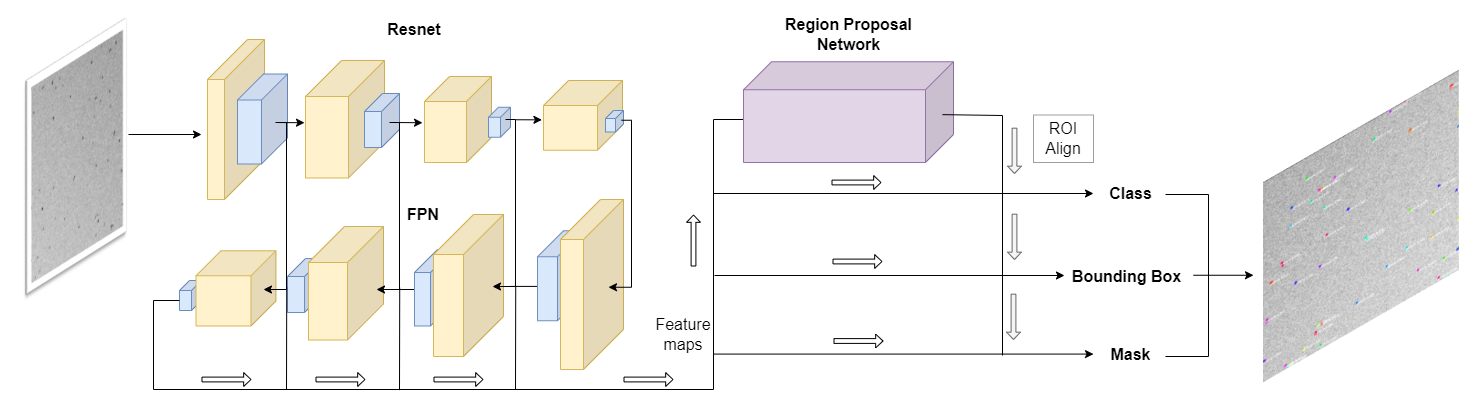 Resnet
Region Proposal
Network
ROI
Align
Class
FPN
Bounding Box
Feature
maps
Mask